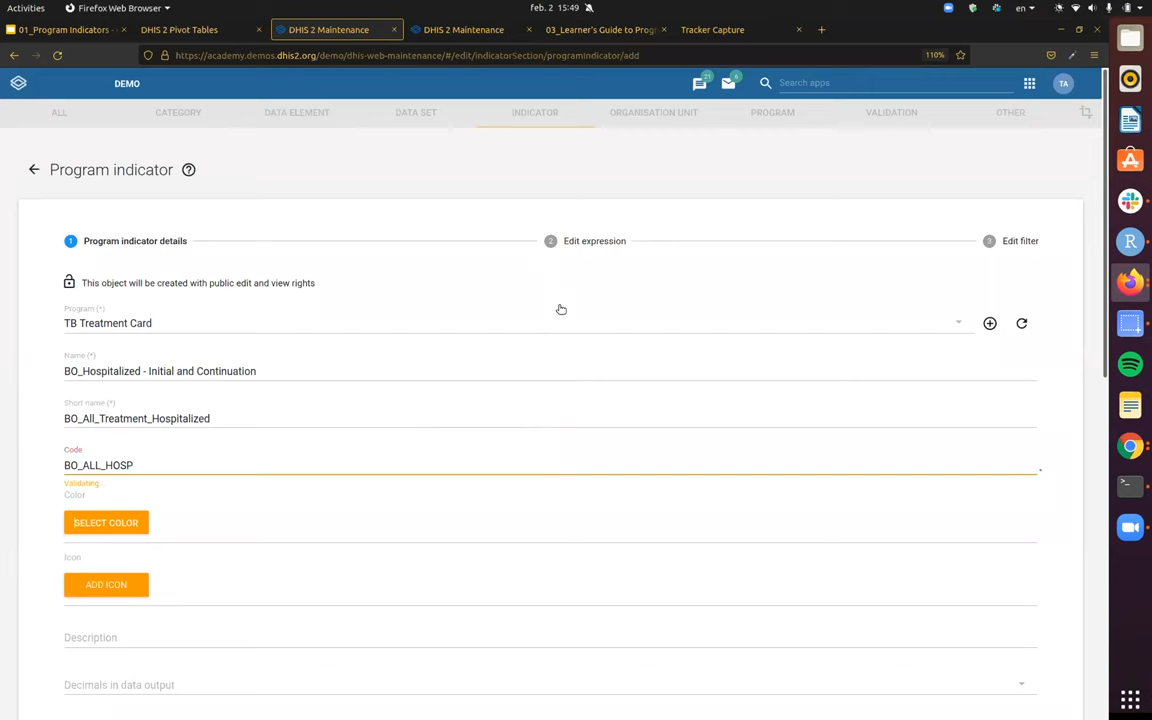 Activities
Firefox Web Browser
feb. 2 15:49
en
01_Program Indicators -
DHIS 2 Pivot Tables
DHIS 2 Maintenance
DHIS 2 Maintenance
03_Learner's Guide to Prog
Tracker Capture
https://academy.demos.dhis2.org/demo/dhis-web-maintenance/#/edit/indicatorSection/programIndicator/add
110%
DEMO
21
6
Search apps
TA
ALL
CATEGORY
DATA ELEMENT
DATA SET
INDICATOR
ORGANISATION UNIT
PROGRAM
VALIDATION
OTHER
Program indicator
1 Program indicator details
2 Edit expression
3 Edit filter
This object will be created with public edit and view rights
Program (*)
TB Treatment Card
Name (*)
BO_Hospitalized - Initial and Continuation
Short name (*)
BO_All_Treatment_Hospitalized
Code
BO_ALL_HOSP
Validating...
Color
SELECT COLOR
Icon
ADD ICON
Description
Decimals in data output